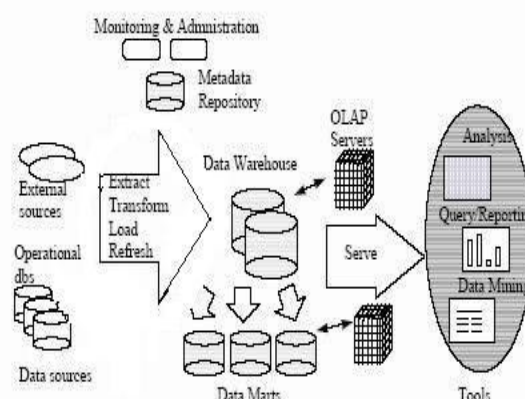 Monitoring & Admnistration
Metadata
Repository
OLAP
Servers
Analysis
Data Warehouse
External
sources
Extract
Transform
Load
Refresh
Query/Reporting
Operational
dbs
Serve
Data Mining
Data sources
Data Marts
Tools